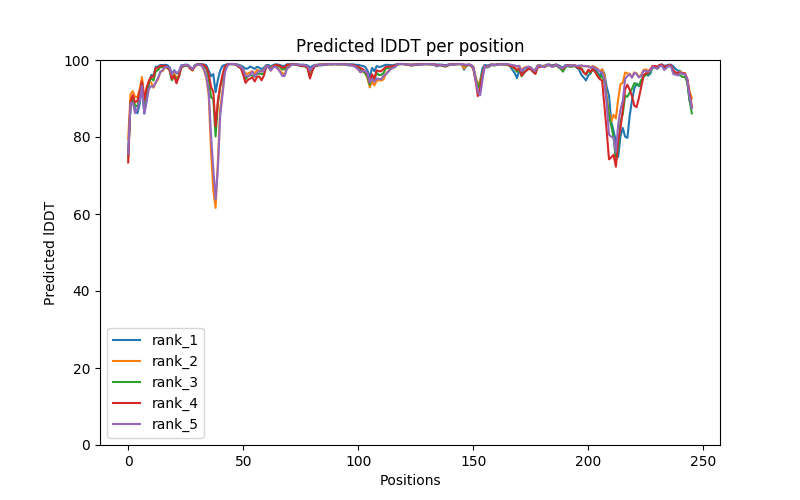 Predicted lDDT per position
100
80
60
40
20
0
Predicted lDDT
rank_1
rank_2
rank_3
rank_4
rank_5
0 50 100 150 200 250
Positions